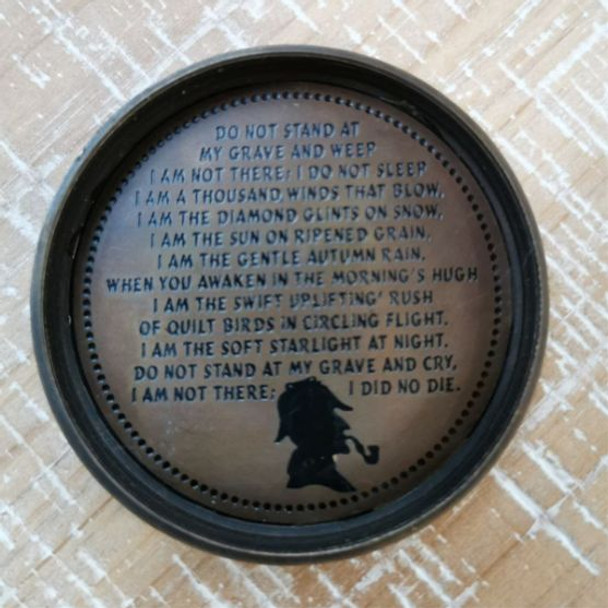 DO NOT STAND AT
MY GRAVE AND WEEP
I AM NOT THERE; I DO NOT SLEEP
I AM A THOUSAND WINDS THAT BLOW,
I AM THE DIAMOND GLINTS ON SNOW,
I AM THE SUN ON RIPENED GRAIN,
I AM THE GENTLE AUTUMN RAIN.
WHEN YOU AWAKEN IN THE MORNING'S HUGH
I AM THE SWIFT UPLIFTING' RUSH
OF QUILT BIRDS IN CIRCLING FLIGHT.
I AM THE SOFT STARLIGHT AT NIGHT.
DO NOT STAND AT MY GRAVE AND CRY,
I AM NOT THERE; I DID NO DIE.